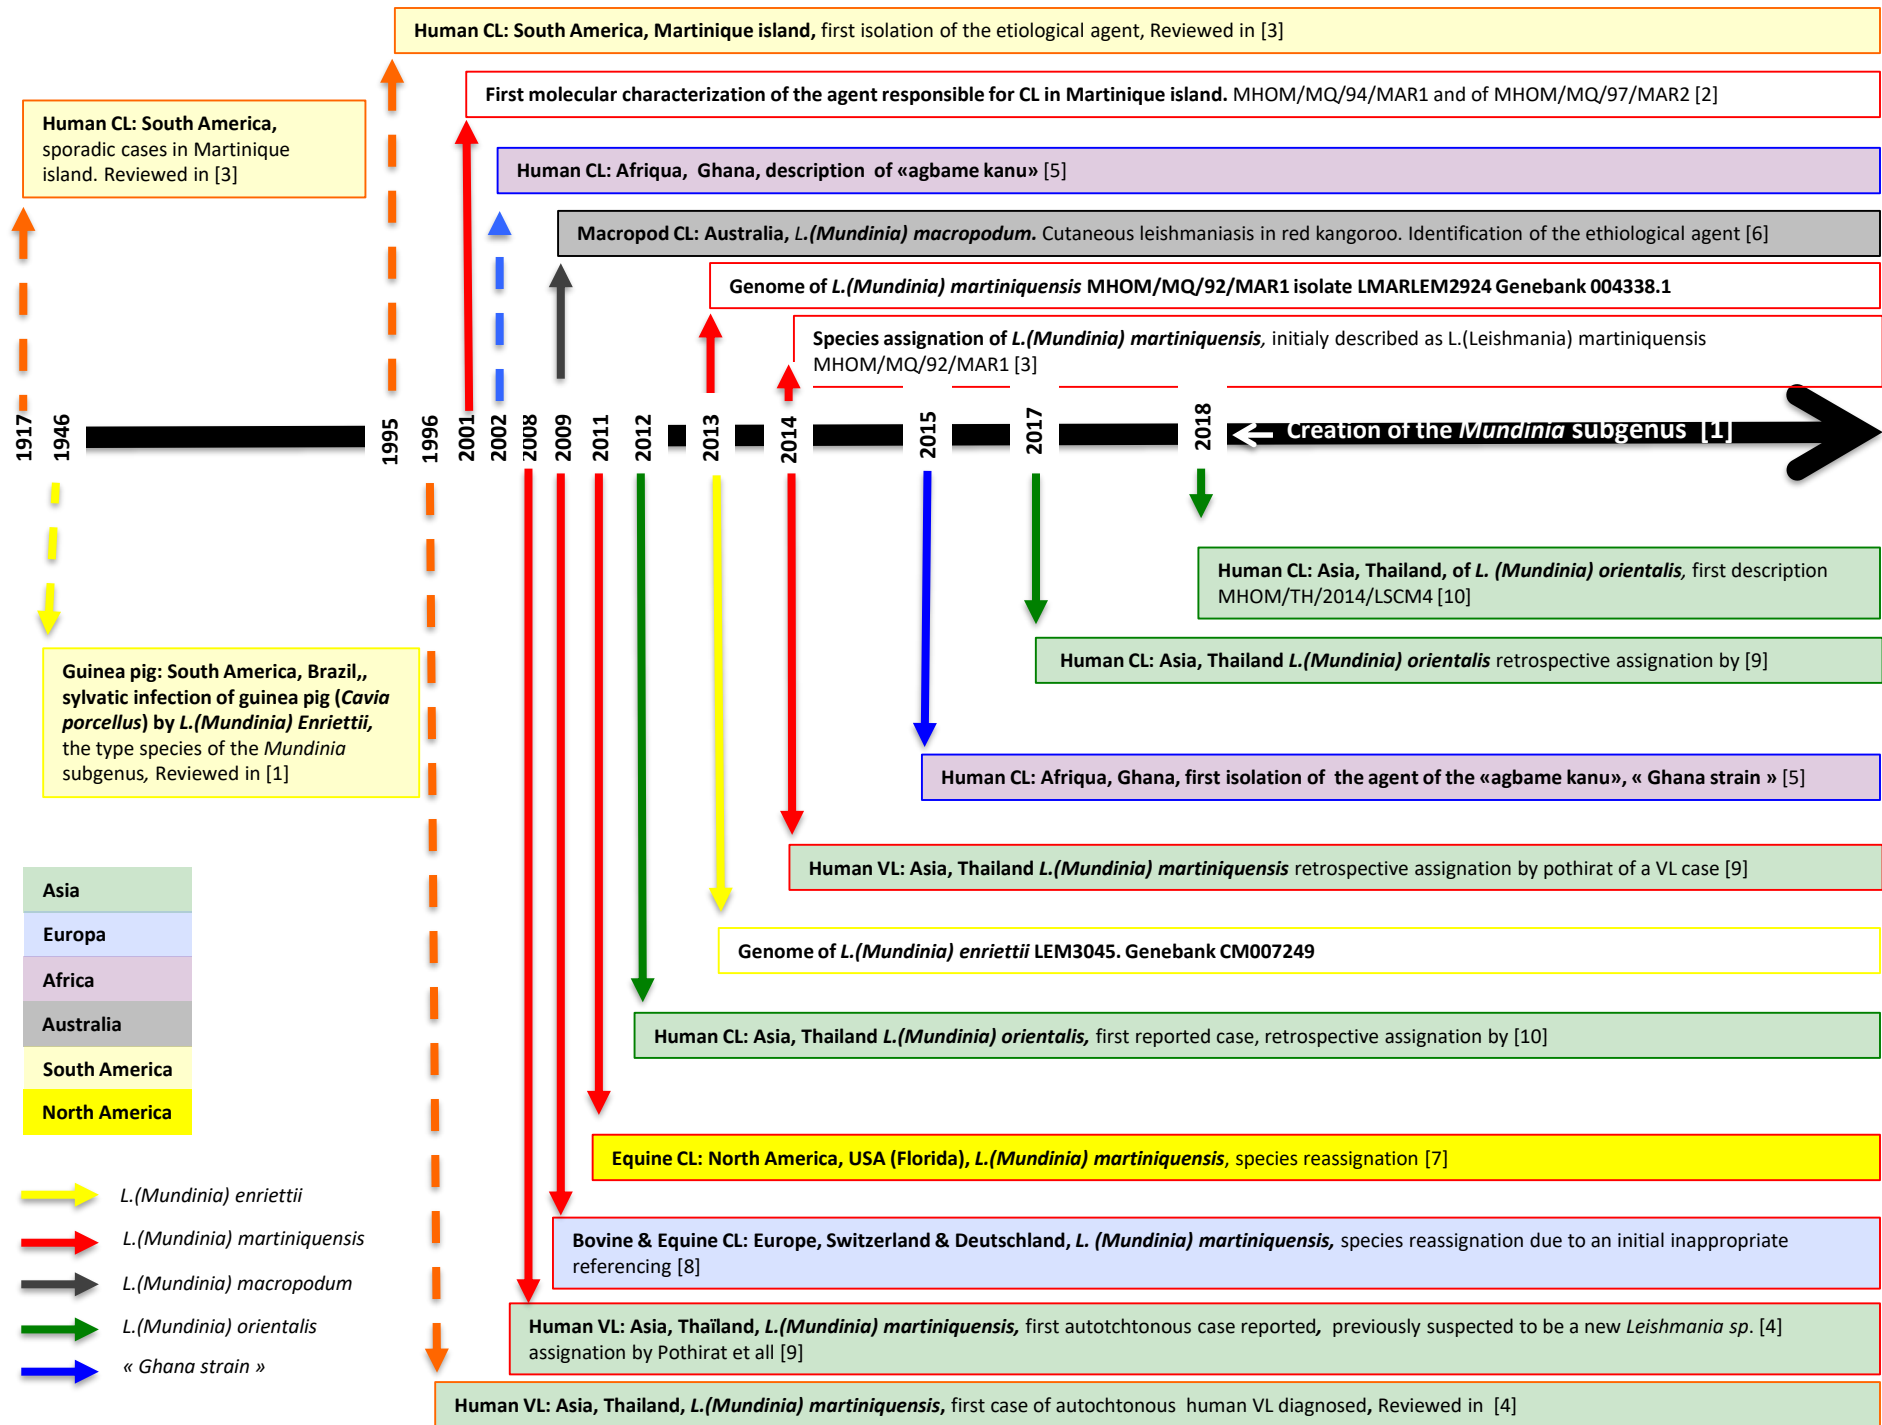 Human CL: South America, Martinique island, first isolation of the etiological agent, Reviewed in [3]
First molecular characterization of the agent responsible for CL in Martinique island. MHOM/MQ/94/MAR1 and of MHOM/MQ/97/MAR2 [2]
Human CL: South America,
sporadic cases in Martinique
island. Reviewed in [3]
Human CL: Afriqua, Ghana, description of «agbame kanu» [5]
Macropod CL: Australia, L.(Mundinia) macropodum. Cutaneous leishmaniasis in red kangoroo. Identification of the ethiological agent [6]
Genome of L.(Mundinia) martiniquensis MHOM/MQ/92/MAR1 isolate LMARLEM2924 Genebank 004338.1
Species assignation of L.(Mundinia) martiniquensis, initialy described as L.(Leishmania) martiniquensis
MHOM/MQ/92/MAR1 [3]
1917
1946
1995
1996
2001
2002
2008
2009
2011
2012
2013
2014
2015
2017
2018
Creation of the Mundinia subgenus [1]
Human CL: Asia, Thailand, of L. (Mundinia) orientalis, first description
MHOM/TH/2014/LSCM4 [10]
Human CL: Asia, Thailand L.(Mundinia) orientalis retrospective assignation by [9]
Guinea pig: South America, Brazil,,
sylvatic infection of guinea pig (Cavia
porcellus) by L.(Mundinia) Enriettii,
the type species of the Mundinia
subgenus, Reviewed in [1]
Human CL: Afriqua, Ghana, first isolation of the agent of the «agbame kanu», « Ghana strain » [5]
Human VL: Asia, Thailand L.(Mundinia) martiniquensis retrospective assignation by pothirat of a VL case [9]
Genome of L.(Mundinia) enriettii LEM3045. Genebank CM007249
Human CL: Asia, Thailand L.(Mundinia) orientalis, first reported case, retrospective assignation by [10]
Equine CL: North America, USA (Florida), L.(Mundinia) martiniquensis, species reassignation [7]
Bovine & Equine CL: Europe, Switzerland & Deutschland, L. (Mundinia) martiniquensis, species reassignation due to an initial inappropriate
referencing [8]
Human VL: Asia, Thaïland, L.(Mundinia) martiniquensis, first autotchtonous case reported, previously suspected to be a new Leishmania sp. [4]
assignation by Pothirat et all [9]
Human VL: Asia, Thailand, L.(Mundinia) martiniquensis, first case of autochtonous human VL diagnosed, Reviewed in [4]
Asia
Europa
Africa
Australia
South America
North America
L.(Mundinia) enriettii
L.(Mundinia) martiniquensis
L.(Mundinia) macropodum
L.(Mundinia) orientalis
« Ghana strain »